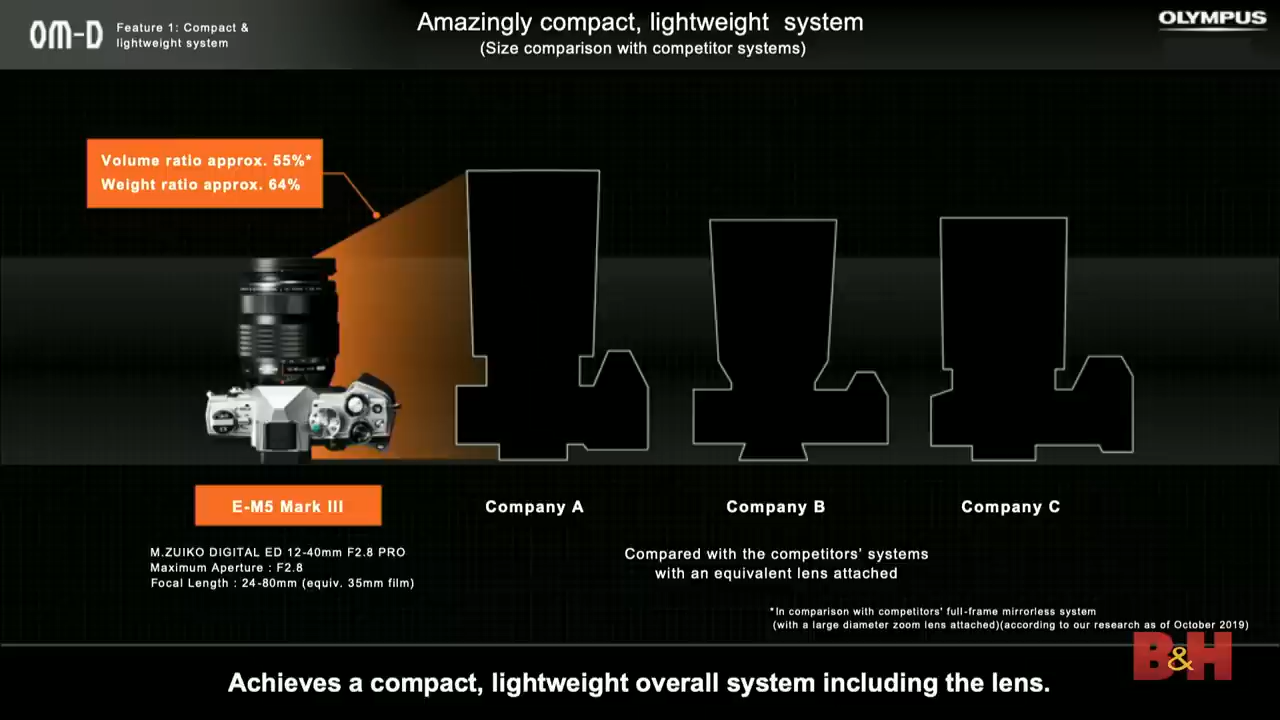 OM-D
Feature 1: Compact &
lightweight system
Amazingly compact, lightweight system
(Size comparison with competitor systems)
OLYMPUS
Volume ratio approx. 55%*
Weight ratio approx. 64%
E-M5 Mark III
Company A
Company B
Company C
M.ZUIKO DIGITAL ED 12-40mm F2.8 PRO
Maximum Aperture : F2.8
Focal Length : 24-80mm (equiv. 35mm film)
Compared with the competitors' systems
with an equivalent lens attached
*In comparison with competitors' full-frame mirrorless system
(with a large diameter zoom lens attached)(according to our research as of October 2019)
B&H
Achieves a compact, lightweight overall system including the lens.